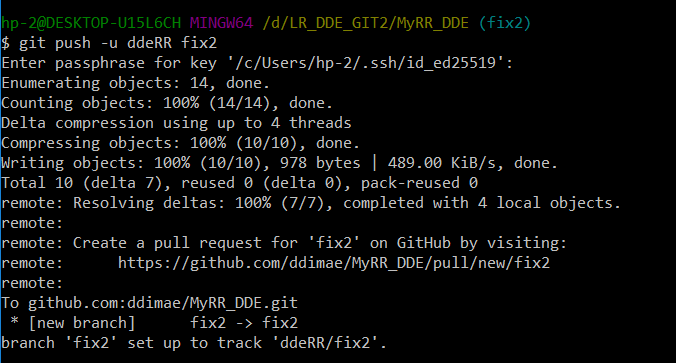 hp-2@DESKTOP-U15L6CH MINGW64 /d/LR_DDE_GIT2/MyRR_DDE (fix2)
$ git push -u ddeRR fix2
Enter passphrase for key '/c/Users/hp-2/.ssh/id_ed25519':
Enumerating objects: 14, done.
Counting objects: 100% (14/14), done.
Delta compression using up to 4 threads
Compressing objects: 100% (10/10), done.
Writing objects: 100% (10/10), 978 bytes | 489.00 KiB/s, done.
Total 10 (delta 7), reused 0 (delta 0), pack-reused 0
remote: Resolving deltas: 100% (7/7), completed with 4 local objects.
remote:
remote: Create a pull request for 'fix2' on GitHub by visiting:
remote:      https://github.com/ddimae/MyRR_DDE/pull/new/fix2
remote:
To github.com:ddimae/MyRR_DDE.git
 * [new branch]      fix2 -> fix2
branch 'fix2' set up to track 'ddeRR/fix2'.